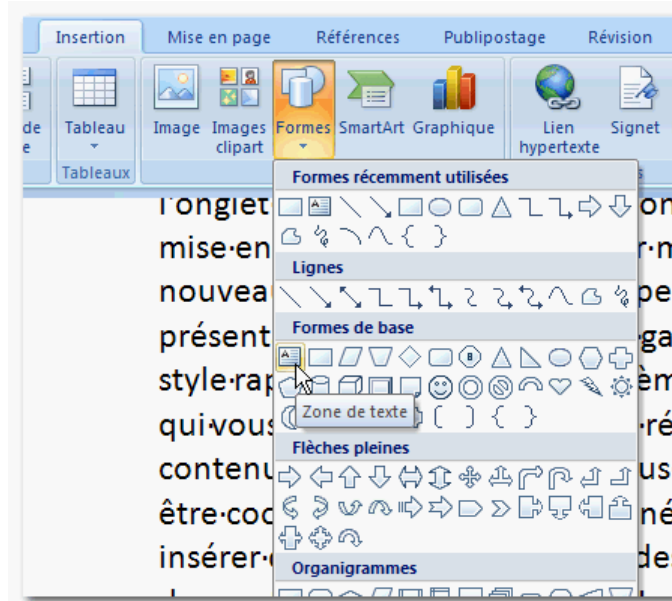 Insertion Mise en page Références Publipostage Révision
de Tableau Image Images clipart Formes SmartArt Graphique Lien hypertexte Signet
Tableaux
Formes récemment utilisées
l'onglet
mise·en
Lignes
nouveau
Formes de base
présent
style·rap
Zone de texte
qui·vous
Flèches pleines
contenu
être·coo
insérer·
Organigrammes